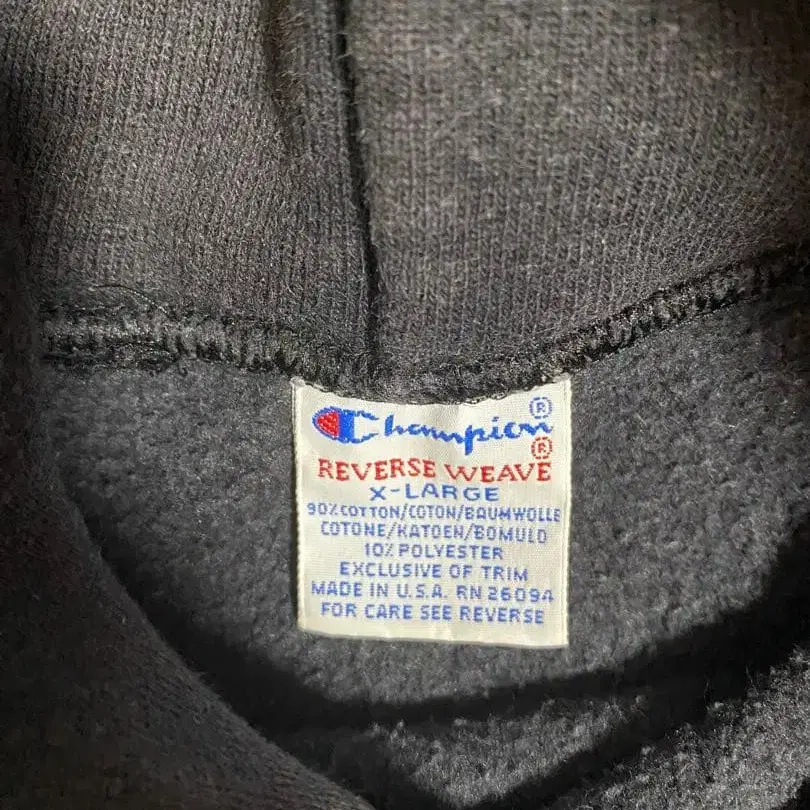 Champion®
REVERSE WEAVE®
X-LARGE
90% COTTON/COTON/BAUMWOLLE
COTONE/KATOEN/BOMULD
10% POLYESTER
EXCLUSIVE OF TRIM
MADE IN U.S.A. RN 26094
FOR CARE SEE REVERSE